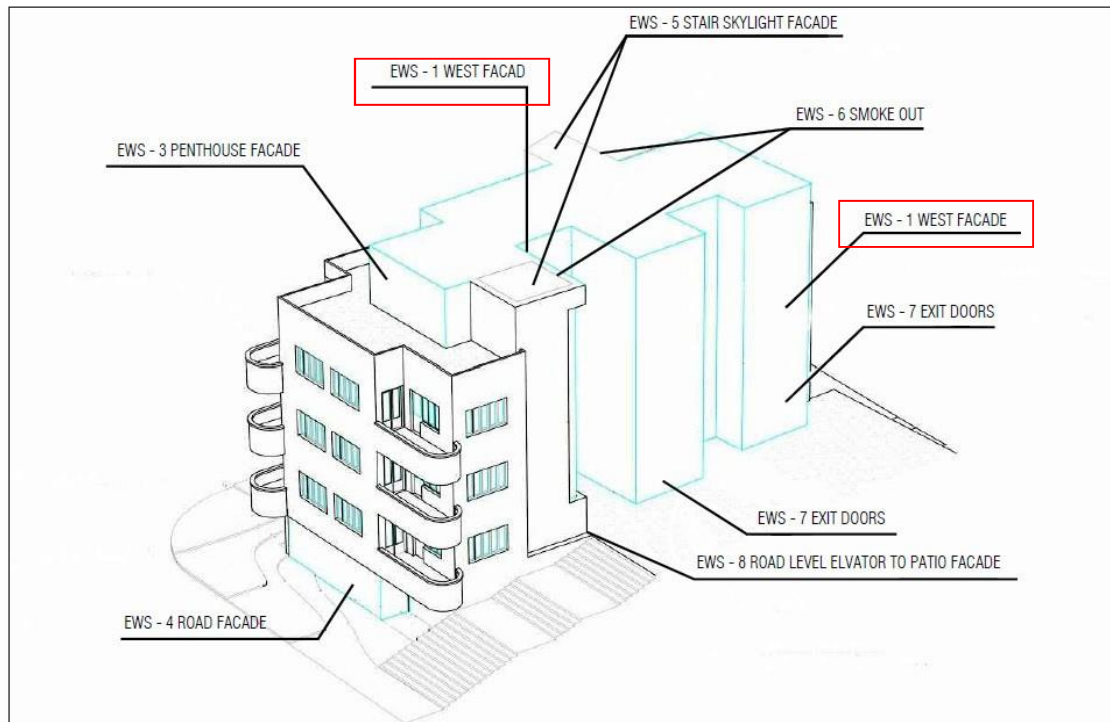 EWS - 5 STAIR SKYLIGHT FACADE
EWS - 1 WEST FACAD
EWS - 6 SMOKE OUT
EWS - 3 PENTHOUSE FACADE
EWS - 1 WEST FACADE
EWS - 7 EXIT DOORS
EWS - 7 EXIT DOORS
EWS - 8 ROAD LEVEL ELVATOR TO PATIO FACADE
EWS - 4 ROAD FACADE